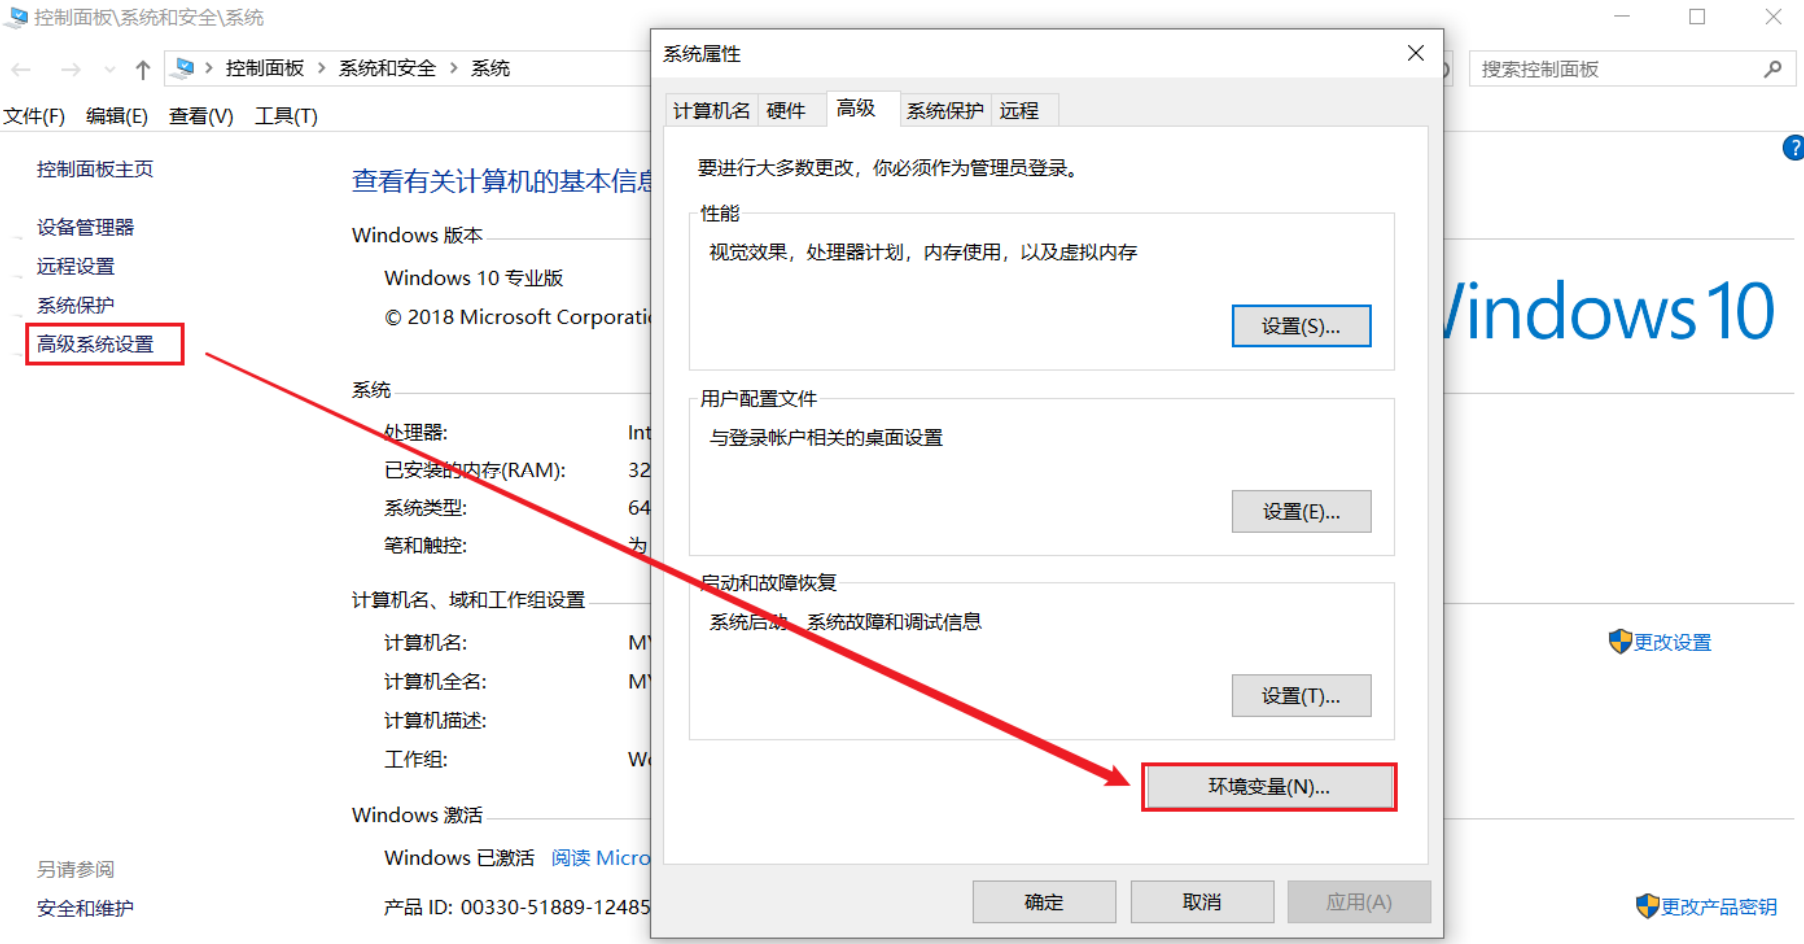 控制面板\系统和安全\系统
控制面板 系统和安全 系统
搜索控制面板
文件(F) 编辑(E) 查看(V) 工具(T)
控制面板主页
设备管理器
远程设置
系统保护
高级系统设置
另请参阅
安全和维护
查看有关计算机的基本信息
Windows 版本
Windows 10 专业版
© 2018 Microsoft
系统
处理器:
已安装的内存(RAM): 32
系统类型: 64
笔和触控: 为
计算机名、域和工作组设置
计算机名:
计算机全名:
计算机描述:
工作组:
Windows 激活
Windows 已激活 阅读
产品 ID: 00330-51889-12485
系统属性
计算机名 硬件 高级 系统保护 远程
要进行大多数更改，你必须作为管理员登录。
性能
视觉效果，处理器计划，内存使用，以及虚拟内存
设置(S)...
用户配置文件
与登录帐户相关的桌面设置
设置(E)...
启动和故障恢复
系统启动、系统故障和调试信息
设置(T)...
环境变量(N)...
确定 取消 应用(A)
?
Windows 10
更改设置
更改产品密钥